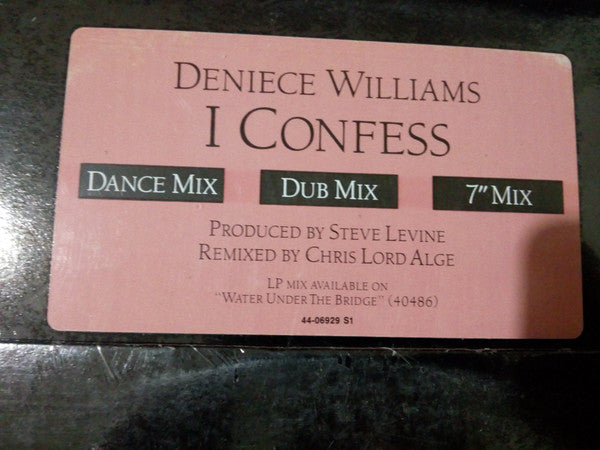 DENIECE WILLIAMS
I CONFESS
DANCE MIX DUB MIX 7" MIX
PRODUCED BY STEVE LEVINE
REMIXED BY CHRIS LORD ALGE
LP MIX AVAILABLE ON
"WATER UNDER THE BRIDGE" (40486)
44-06929 S1